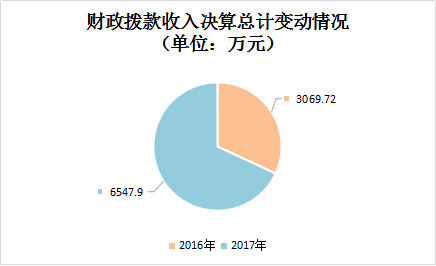 财政拨款收入决算总计变动情况
（单位：万元）
3069.72
6547.9
2016年 2017年